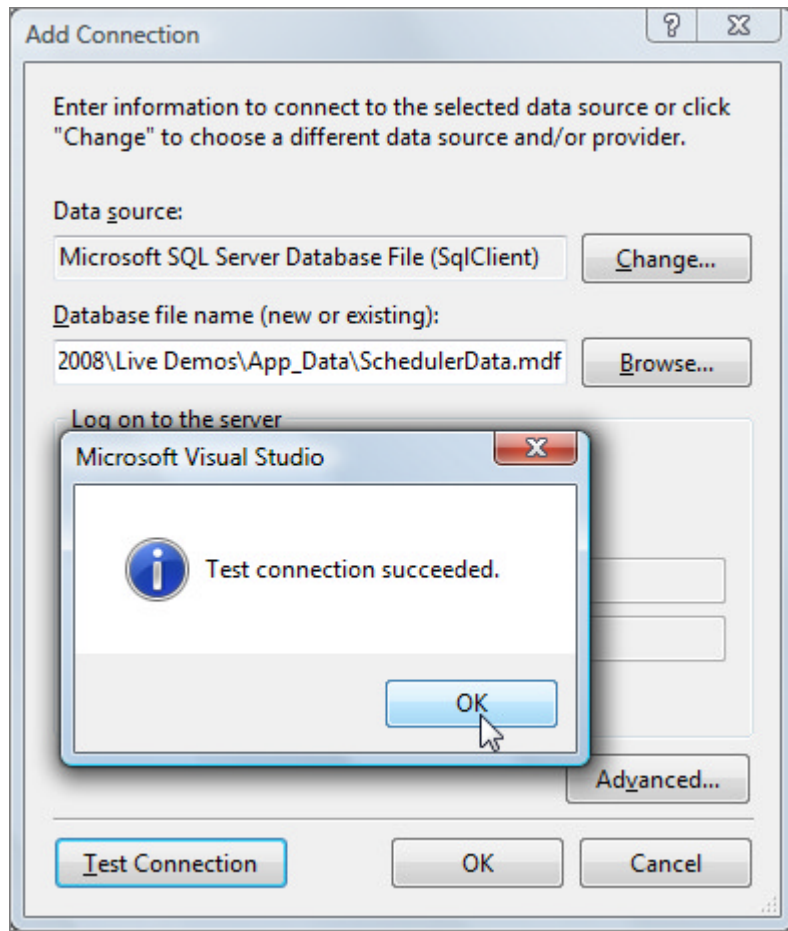 Add Connection
Enter information to connect to the selected data source or click
"Change" to choose a different data source and/or provider.
Data source:
Microsoft SQL Server Database File (SqlClient)
Change...
Database file name (new or existing):
2008\Live Demos\App_Data\SchedulerData.mdf
Browse...
Log on to the server
Microsoft Visual Studio
Test connection succeeded.
OK
Advanced...
Test Connection
OK
Cancel